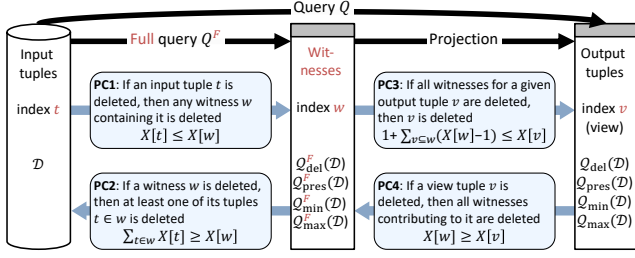 Query Q
Full query Q^F
Projection
Input
tuples
index t
𝒟
PC1: If an input tuple t is
deleted, then any witness w
containing it is deleted
X[t] ≤ X[w]
PC2: If a witness w is deleted,
then at least one of its tuples
t ∈ w is deleted
∑_{t∈w} X[t] ≥ X[w]
Wit-
nesses
index w
Q^F_del(𝒟)
Q^F_pres(𝒟)
Q^F_min(𝒟)
Q^F_max(𝒟)
PC3: If all witnesses for a given
output tuple v are deleted,
then v is deleted
1+ ∑_{v⊆w}(X[w]−1) ≤ X[v]
PC4: If a view tuple v is
deleted, then all witnesses
contributing to it are deleted
X[w] ≥ X[v]
Output
tuples
index v
(view)
Q_del(𝒟)
Q_pres(𝒟)
Q_min(𝒟)
Q_max(𝒟)